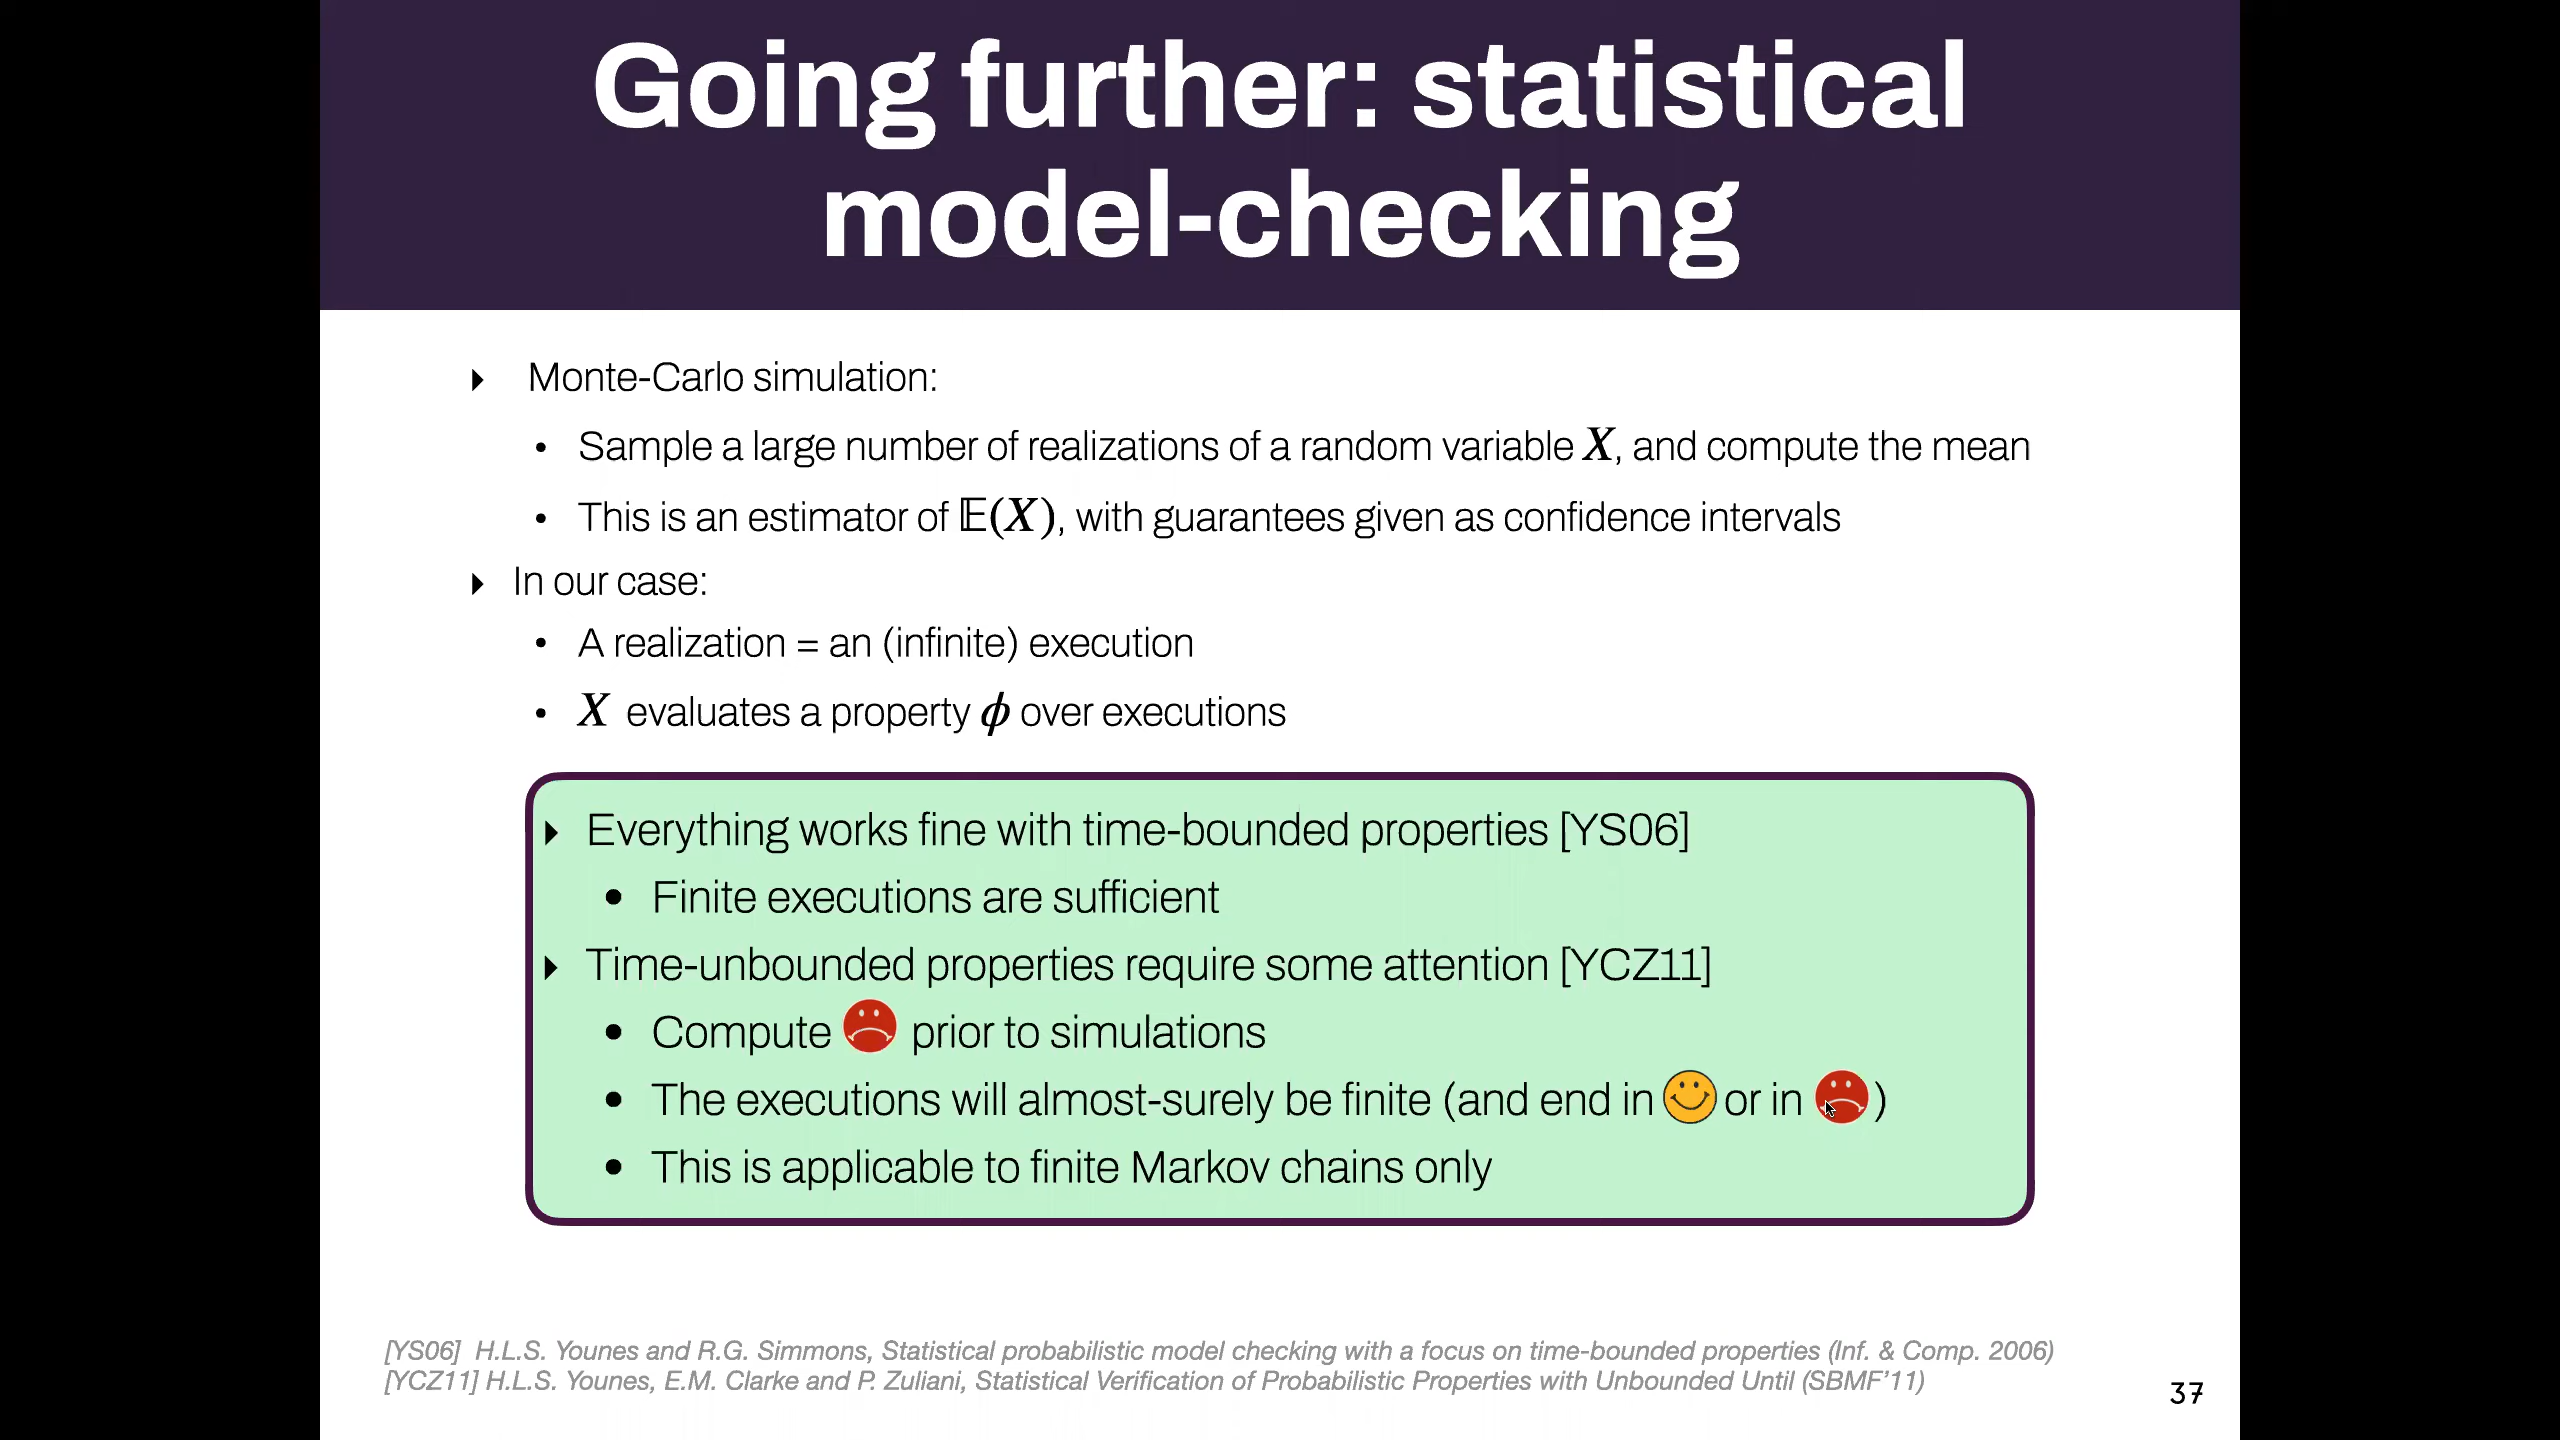 Going further: statistical
model-checking
▸ Monte-Carlo simulation:
• Sample a large number of realizations of a random variable X, and compute the mean
• This is an estimator of 𝔼(X), with guarantees given as confidence intervals
▸ In our case:
• A realization = an (infinite) execution
• X evaluates a property ϕ over executions
▸ Everything works fine with time-bounded properties [YS06]
• Finite executions are sufficient
▸ Time-unbounded properties require some attention [YCZ11]
• Compute ☹ prior to simulations
• The executions will almost-surely be finite (and end in 🙂 or in ☹ )
• This is applicable to finite Markov chains only
[YS06] H.L.S. Younes and R.G. Simmons, Statistical probabilistic model checking with a focus on time-bounded properties (Inf. & Comp. 2006)
[YCZ11] H.L.S. Younes, E.M. Clarke and P. Zuliani, Statistical Verification of Probabilistic Properties with Unbounded Until (SBMF'11)
37